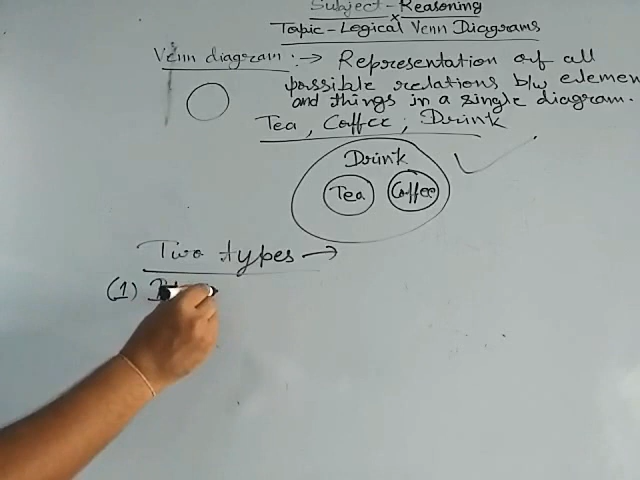 Subject - Reasoning
Topic - Logical Venn Diagrams
Venn diagram :→ Representation of all
possible relations b/w elemen
and things in a single diagram.
Tea, Coffee, Drink
Drink
Tea Coffee
Two types →
(1)